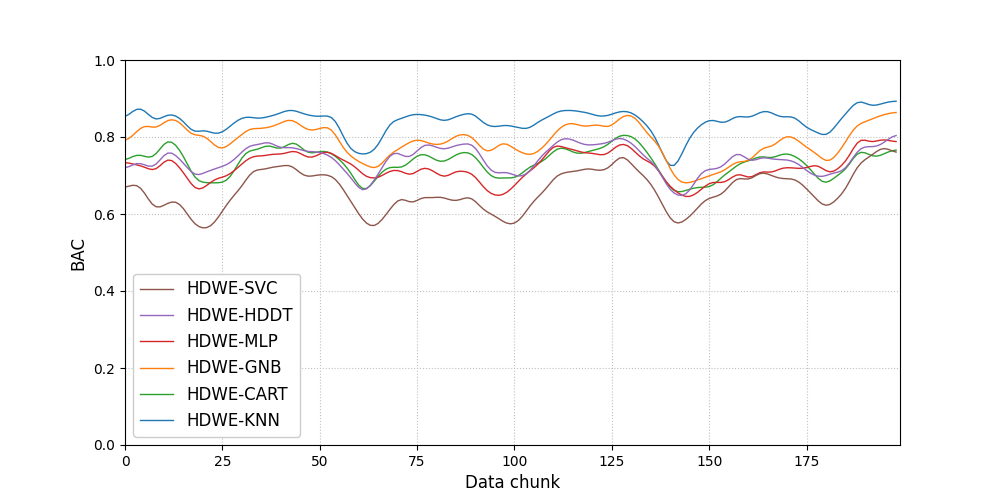 1.0
0.8
0.6
0.4
0.2
0.0
BAC
HDWE-SVC
HDWE-HDDT
HDWE-MLP
HDWE-GNB
HDWE-CART
HDWE-KNN
0 25 50 75 100 125 150 175
Data chunk